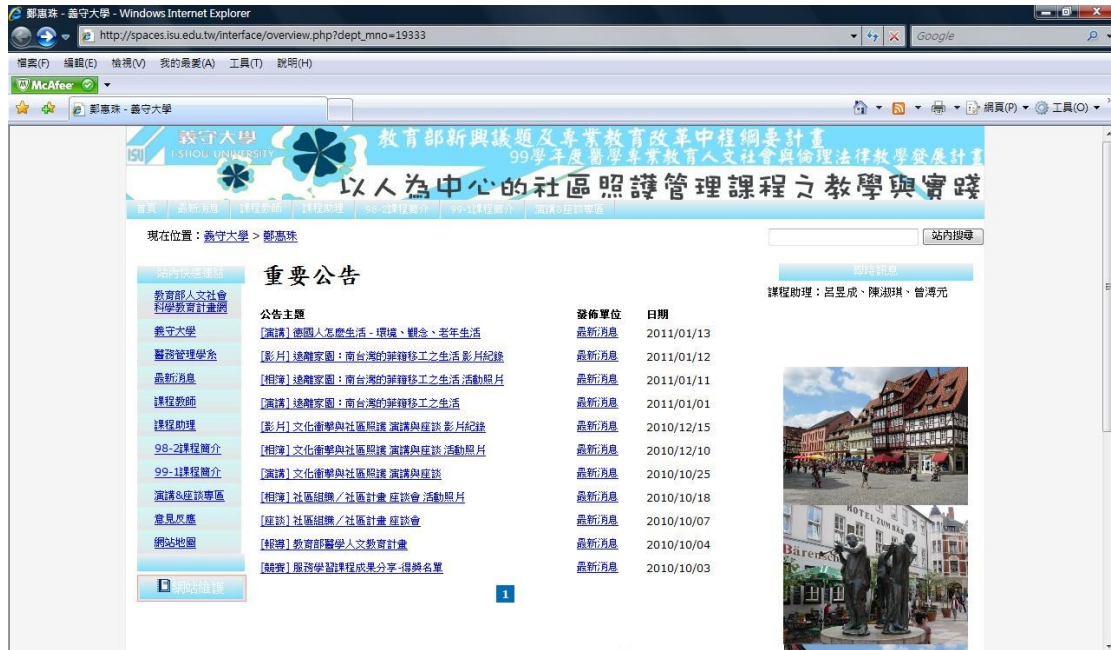 鄭惠珠 - 義守大學 - Windows Internet Explorer
http://spaces.isu.edu.tw/interface/overview.php?dept_mno=19333
Google
檔案(F) 編輯(E) 檢視(V) 我的最愛(A) 工具(T) 說明(H)
McAfee
鄭惠珠 - 義守大學
網頁(P) 工具(O)
義守大學 教育部新興議題及專業教育改革中程綱要計畫
ISU I-SHOU UNIVERSITY 99學年度醫學專業教育人文社會與倫理法律教學發展計畫
以人為中心的社區照護管理課程之教學與實踐
首頁 最新消息 課程教師 課程助理 98-2課程簡介 99-1課程簡介 演講&座談專區
現在位置：義守大學 > 鄭惠珠 站內搜尋
站內快速連結 重要公告 即時訊息
課程助理：呂昱成、陳淑琪、曾溥元
教育部人文社會
科學教育計畫網
公告主題 發佈單位 日期
義守大學 [演講] 德國人怎麼生活 - 環境、觀念、老年生活 最新消息 2011/01/13
醫務管理學系 [影片] 遠離家園：南台灣的菲籍移工之生活 影片紀錄 最新消息 2011/01/12
最新消息 [相簿] 遠離家園：南台灣的菲籍移工之生活 活動照片 最新消息 2011/01/11
課程教師 [演講] 遠離家園：南台灣的菲籍移工之生活 最新消息 2011/01/01
課程助理 [影片] 文化衝擊與社區照護 演講與座談 影片紀錄 最新消息 2010/12/15
98-2課程簡介 [相簿] 文化衝擊與社區照護 演講與座談 活動照片 最新消息 2010/12/10
99-1課程簡介 [演講] 文化衝擊與社區照護 演講與座談 最新消息 2010/10/25
演講&座談專區 [相簿] 社區組織／社區計畫 座談會 活動照片 最新消息 2010/10/18
意見反應 [座談] 社區組織／社區計畫 座談會 最新消息 2010/10/07
網站地圖 [報導] 教育部醫學人文教育計畫 最新消息 2010/10/04
[競賽] 服務學習課程成果分享-得獎名單 最新消息 2010/10/03
網站維護
1
HOTEL ZUM BÄR